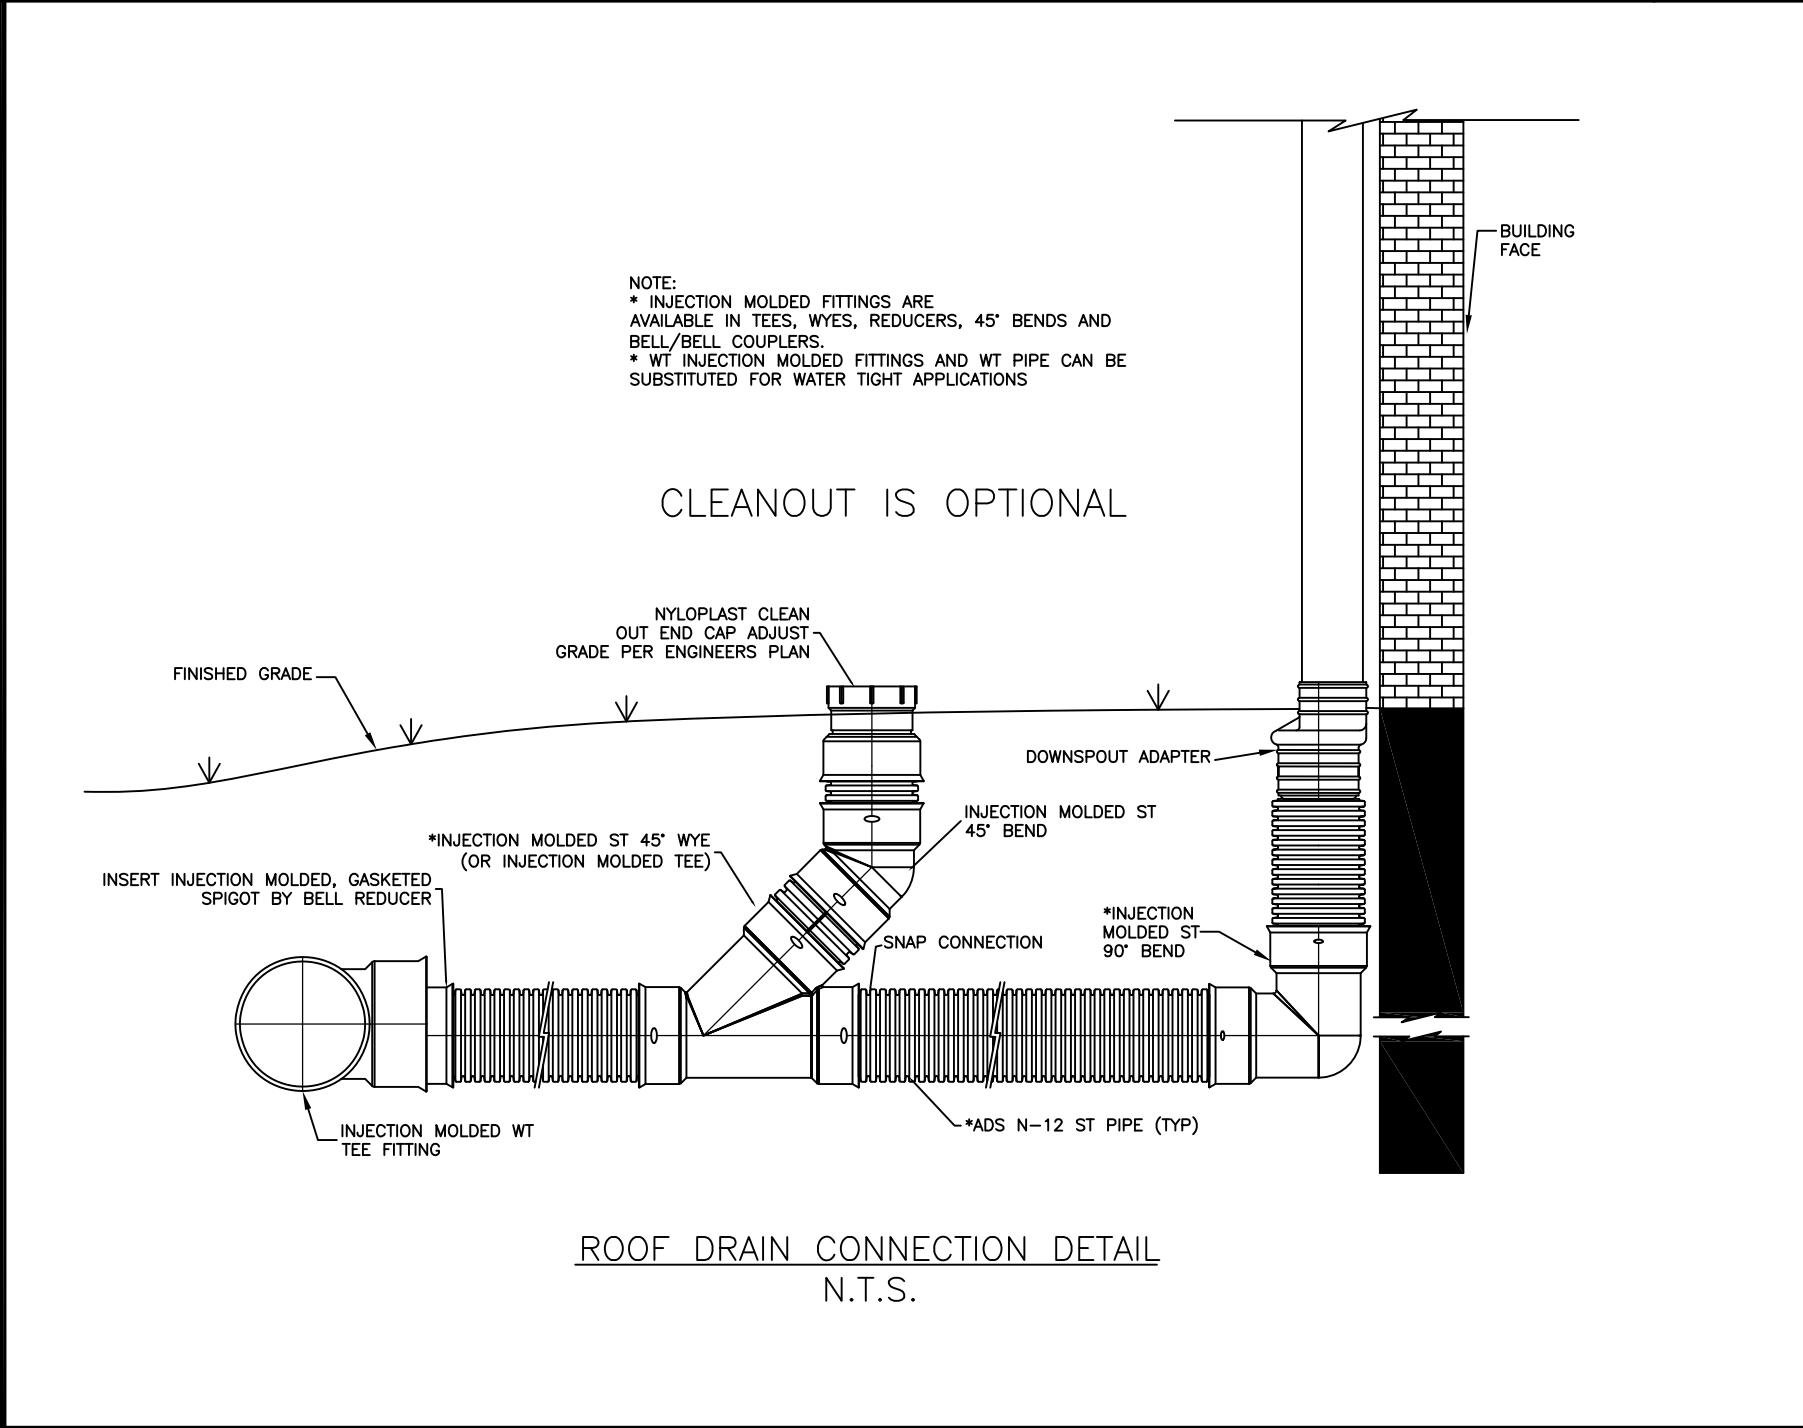 BUILDING
FACE
NOTE:
* INJECTION MOLDED FITTINGS ARE
AVAILABLE IN TEES, WYES, REDUCERS, 45° BENDS AND
BELL/BELL COUPLERS.
* WT INJECTION MOLDED FITTINGS AND WT PIPE CAN BE
SUBSTITUTED FOR WATER TIGHT APPLICATIONS
CLEANOUT IS OPTIONAL
NYLOPLAST CLEAN
OUT END CAP ADJUST
GRADE PER ENGINEERS PLAN
FINISHED GRADE
DOWNSPOUT ADAPTER
INJECTION MOLDED ST
45° BEND
*INJECTION MOLDED ST 45° WYE
(OR INJECTION MOLDED TEE)
INSERT INJECTION MOLDED, GASKETED
SPIGOT BY BELL REDUCER
*INJECTION
MOLDED ST
90° BEND
SNAP CONNECTION
*ADS N-12 ST PIPE (TYP)
INJECTION MOLDED WT
TEE FITTING
ROOF DRAIN CONNECTION DETAIL
N.T.S.